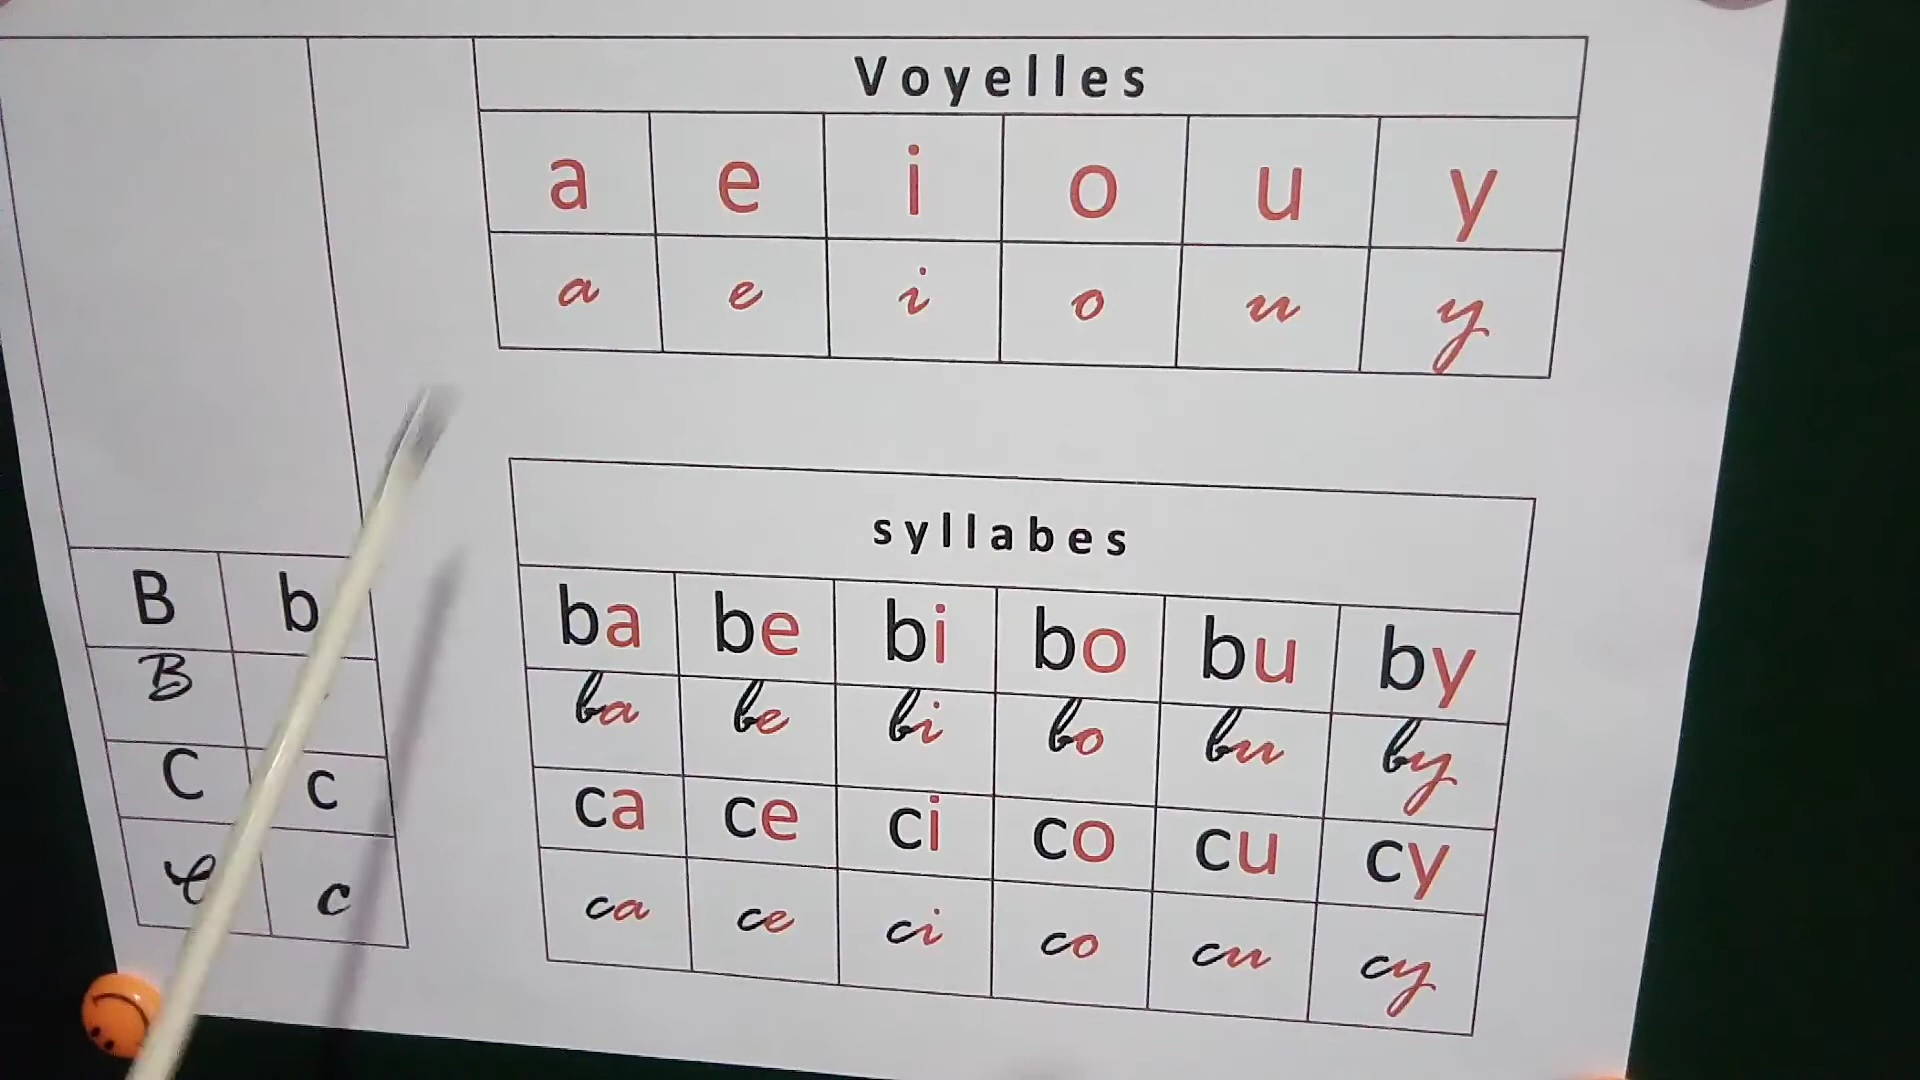 Voyelles
a e i o u y
a e i o u y
syllabes
B b
B
C c
C c
ba be bi bo bu by
ba be bi bo bu by
ca ce ci co cu cy
ca ce ci co cu cy